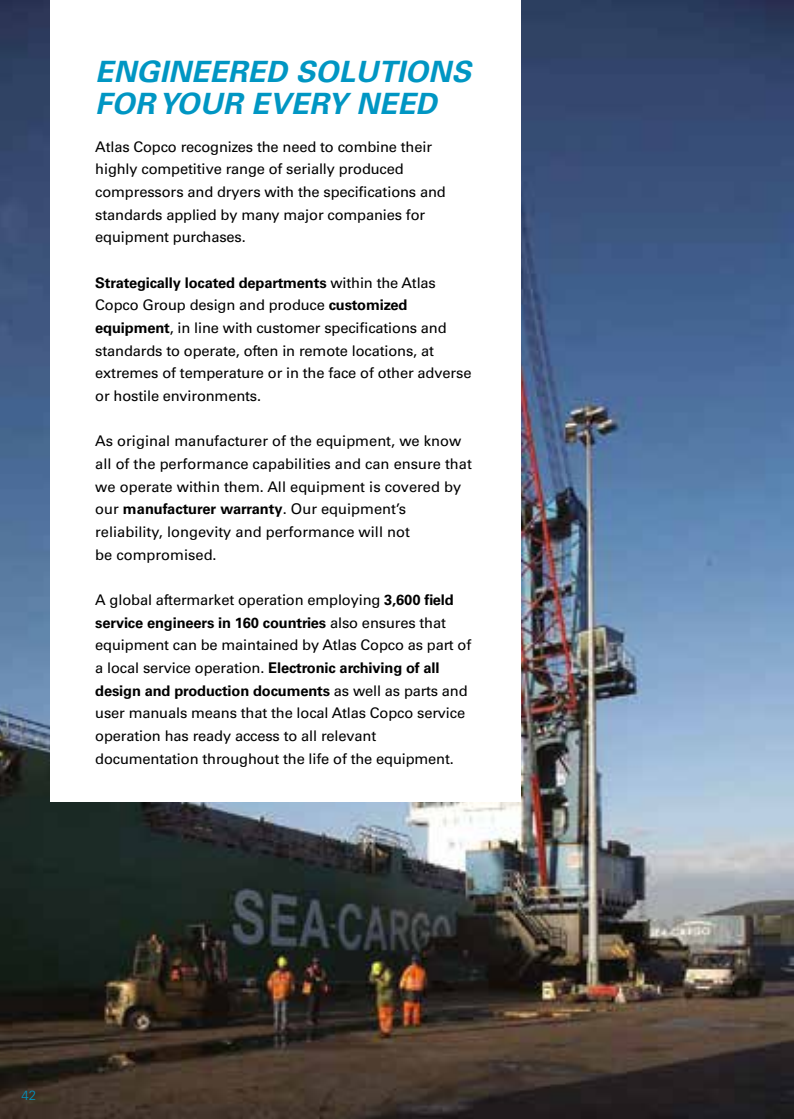 ENGINEERED SOLUTIONS
FOR YOUR EVERY NEED
Atlas Copco recognizes the need to combine their
highly competitive range of serially produced
compressors and dryers with the specifications and
standards applied by many major companies for
equipment purchases.
Strategically located departments within the Atlas
Copco Group design and produce customized
equipment, in line with customer specifications and
standards to operate, often in remote locations, at
extremes of temperature or in the face of other adverse
or hostile environments.
As original manufacturer of the equipment, we know
all of the performance capabilities and can ensure that
we operate within them. All equipment is covered by
our manufacturer warranty. Our equipment’s
reliability, longevity and performance will not
be compromised.
A global aftermarket operation employing 3,600 field
service engineers in 160 countries also ensures that
equipment can be maintained by Atlas Copco as part of
a local service operation. Electronic archiving of all
design and production documents as well as parts and
user manuals means that the local Atlas Copco service
operation has ready access to all relevant
documentation throughout the life of the equipment.
SEA-CARGO
SEA-CARGO
42